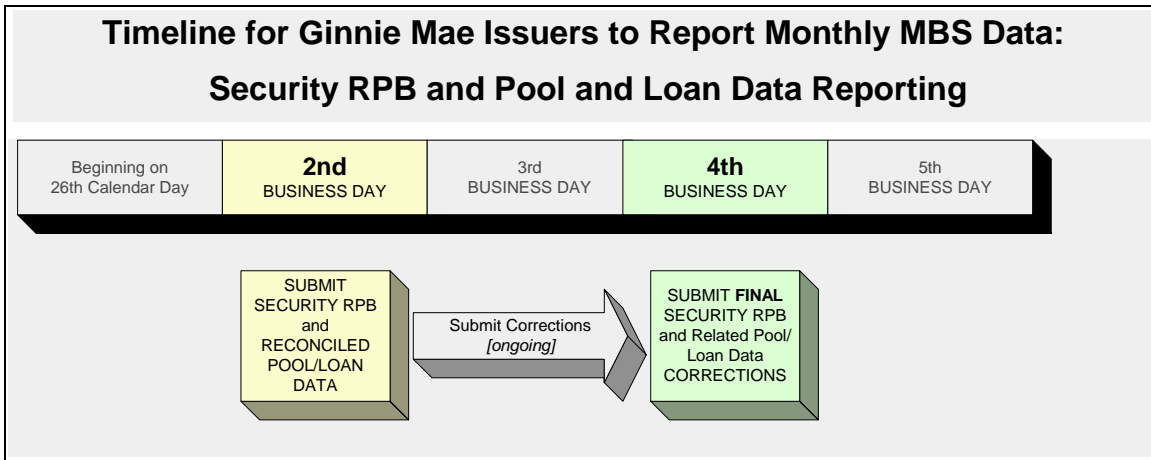 Timeline for Ginnie Mae Issuers to Report Monthly MBS Data:
Security RPB and Pool and Loan Data Reporting
Beginning on
26th Calendar Day
2nd
BUSINESS DAY
3rd
BUSINESS DAY
4th
BUSINESS DAY
5th
BUSINESS DAY
SUBMIT
SECURITY RPB
and
RECONCILED
POOL/LOAN
DATA
Submit Corrections
[ongoing]
SUBMIT FINAL
SECURITY RPB
and Related Pool/
Loan Data
CORRECTIONS